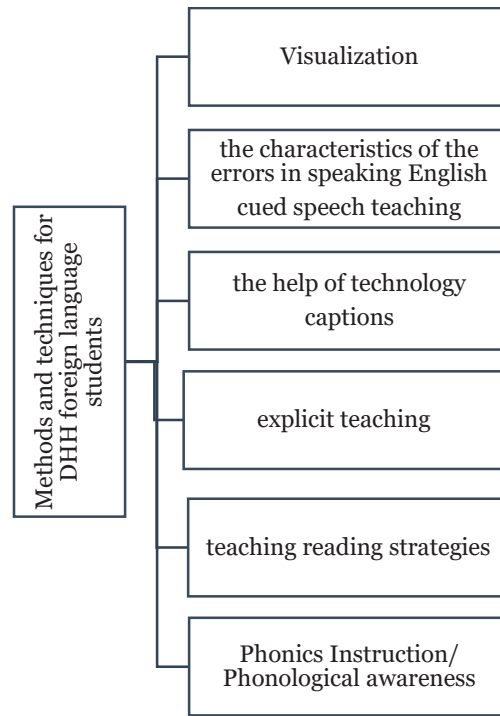 Methods and techniques for
DHH foreign language
students
Visualization
the characteristics of the
errors in speaking English
cued speech teaching
the help of technology
captions
explicit teaching
teaching reading strategies
Phonics Instruction/
Phonological awareness